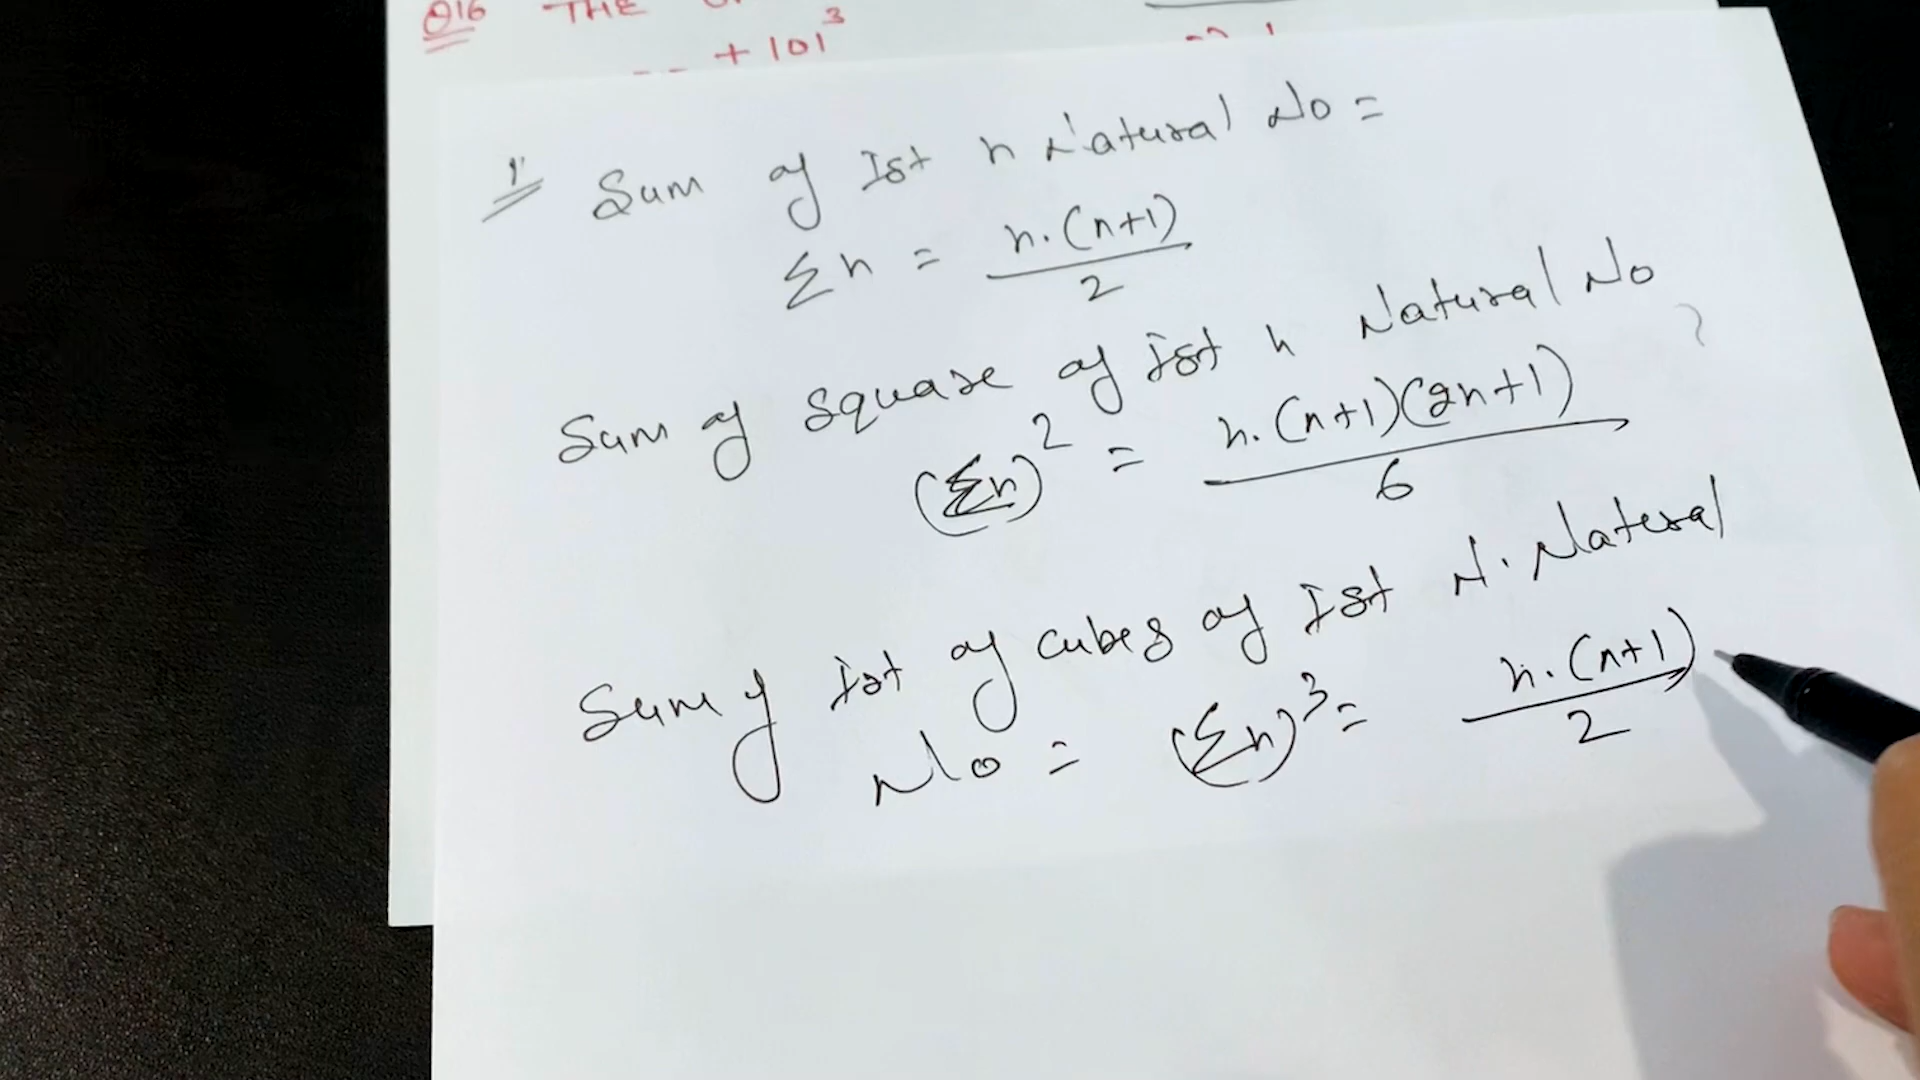 Q16 THE
-- + 101³
1" Sum of Ist n Natural No =
Σn = n.(n+1)/2
Sum of square of Ist n Natural No
(Σn)² = n.(n+1)(2n+1)/6
Sum of Ist of cubes of Ist N. Natural
No = (Σn)³ = n.(n+1)/2